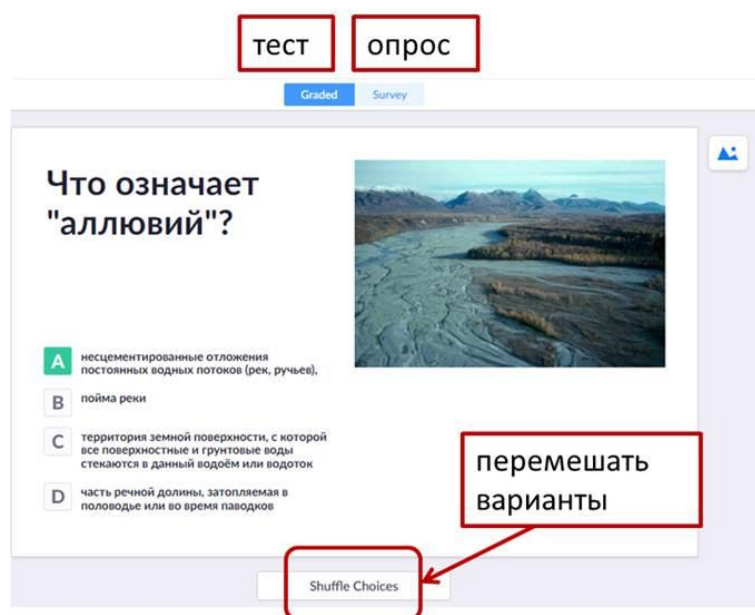 тест опрос
Graded Survey
Что означает
"аллювий"?
A несцементированные отложения
постоянных водных потоков (рек, ручьев),
B пойма реки
C территория земной поверхности, с которой
все поверхностные и грунтовые воды
стекаются в данный водоём или водоток
D часть речной долины, затопляемая в
половодье или во время паводков
перемешать
варианты
Shuffle Choices